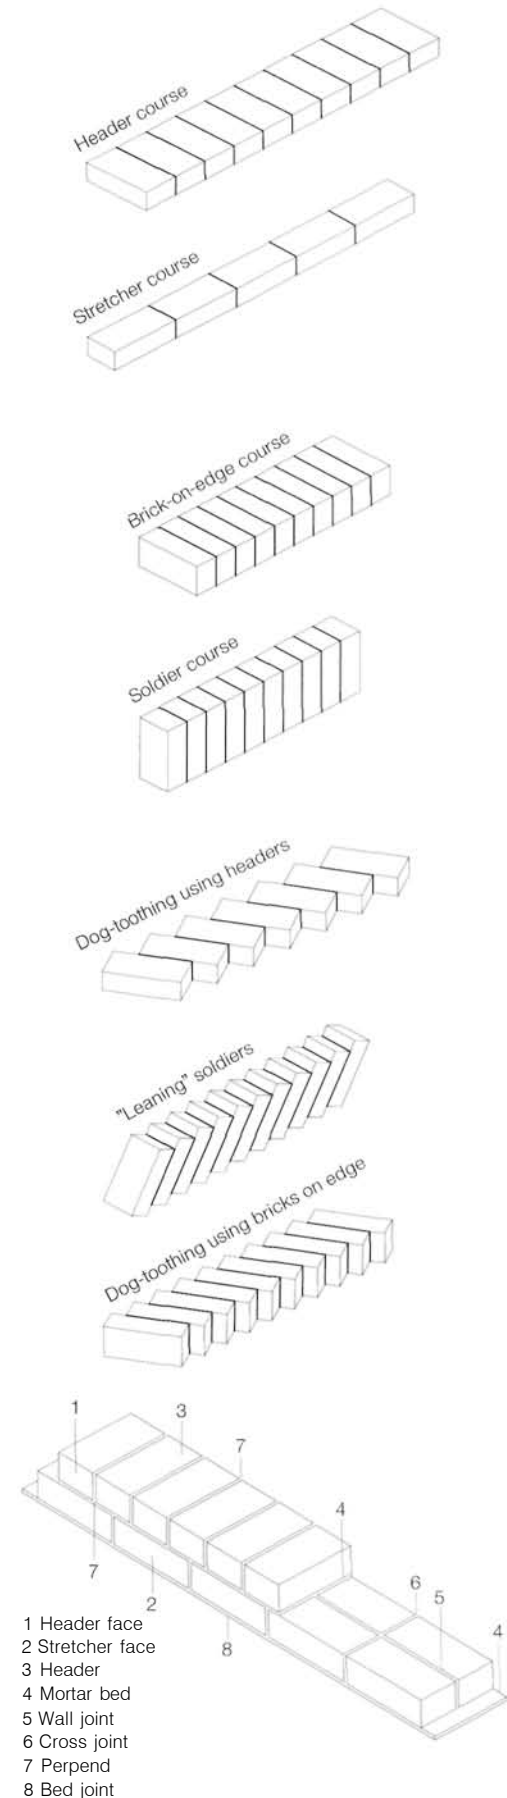 Header course
Stretcher course
Brick-on-edge course
Soldier course
Dog-toothing using headers
"Leaning" soldiers
Dog-toothing using bricks on edge
1
3
7
4
6
5
4
7
2
8
1 Header face
2 Stretcher face
3 Header
4 Mortar bed
5 Wall joint
6 Cross joint
7 Perpend
8 Bed joint